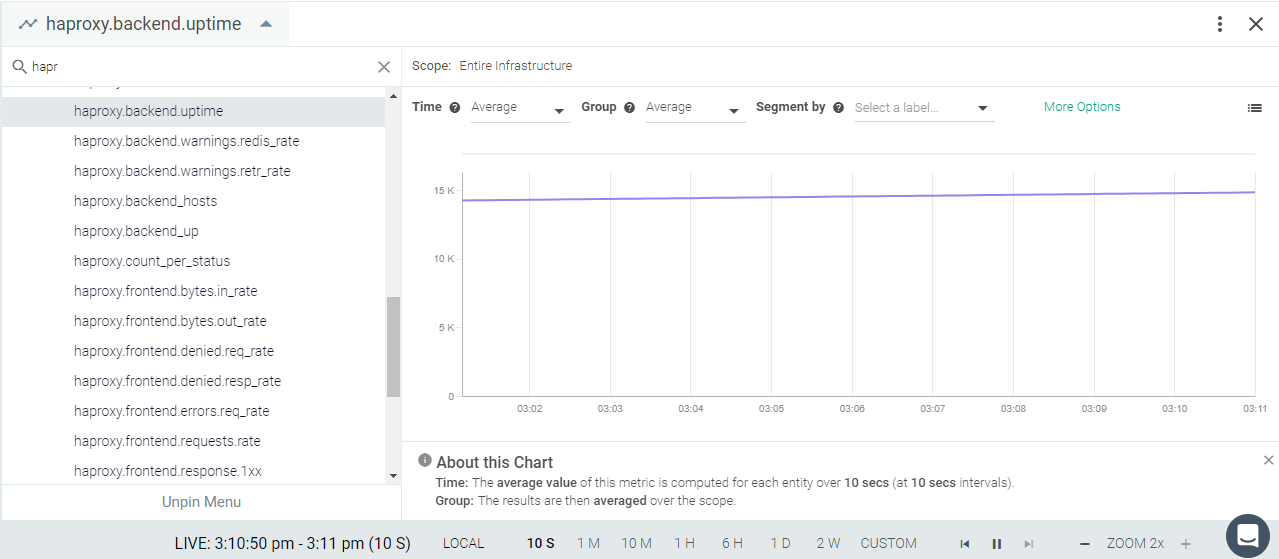 haproxy.backend.uptime
hapr
haproxy.backend.uptime
haproxy.backend.warnings.redis_rate
haproxy.backend.warnings.retr_rate
haproxy.backend_hosts
haproxy.backend_up
haproxy.count_per_status
haproxy.frontend.bytes.in_rate
haproxy.frontend.bytes.out_rate
haproxy.frontend.denied.req_rate
haproxy.frontend.denied.resp_rate
haproxy.frontend.errors.req_rate
haproxy.frontend.requests.rate
haproxy.frontend.response.1xx
Unpin Menu
Scope: Entire Infrastructure
Time ? Average Group ? Average Segment by ? Select a label... More Options
15 K
10 K
5 K
0
03:02 03:03 03:04 03:05 03:06 03:07 03:08 03:09 03:10 03:11
About this Chart
Time: The average value of this metric is computed for each entity over 10 secs (at 10 secs intervals).
Group: The results are then averaged over the scope.
LIVE: 3:10:50 pm - 3:11 pm (10 S) LOCAL 10 S 1 M 10 M 1 H 6 H 1 D 2 W CUSTOM ZOOM 2x